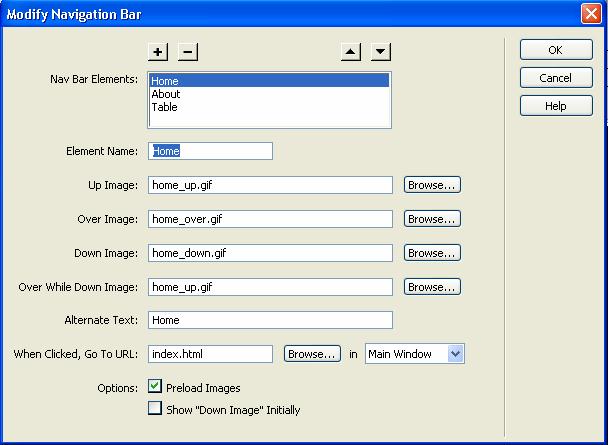 Modify Navigation Bar
OK
Nav Bar Elements: Home
About
Table
Cancel
Help
Element Name: Home
Up Image: home_up.gif Browse...
Over Image: home_over.gif Browse...
Down Image: home_down.gif Browse...
Over While Down Image: home_up.gif Browse...
Alternate Text: Home
When Clicked, Go To URL: index.html Browse... in Main Window
Options: Preload Images
Show "Down Image" Initially